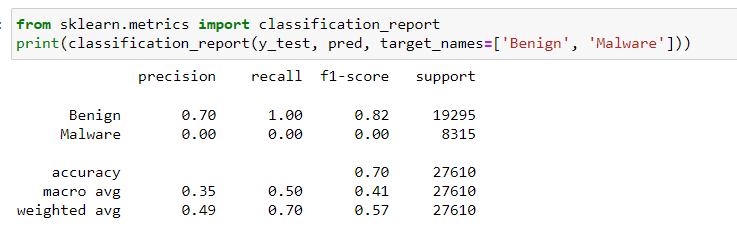 from sklearn.metrics import classification_report
print(classification_report(y_test, pred, target_names=['Benign', 'Malware']))
precision recall f1-score support
Benign 0.70 1.00 0.82 19295
Malware 0.00 0.00 0.00 8315
accuracy 0.70 27610
macro avg 0.35 0.50 0.41 27610
weighted avg 0.49 0.70 0.57 27610